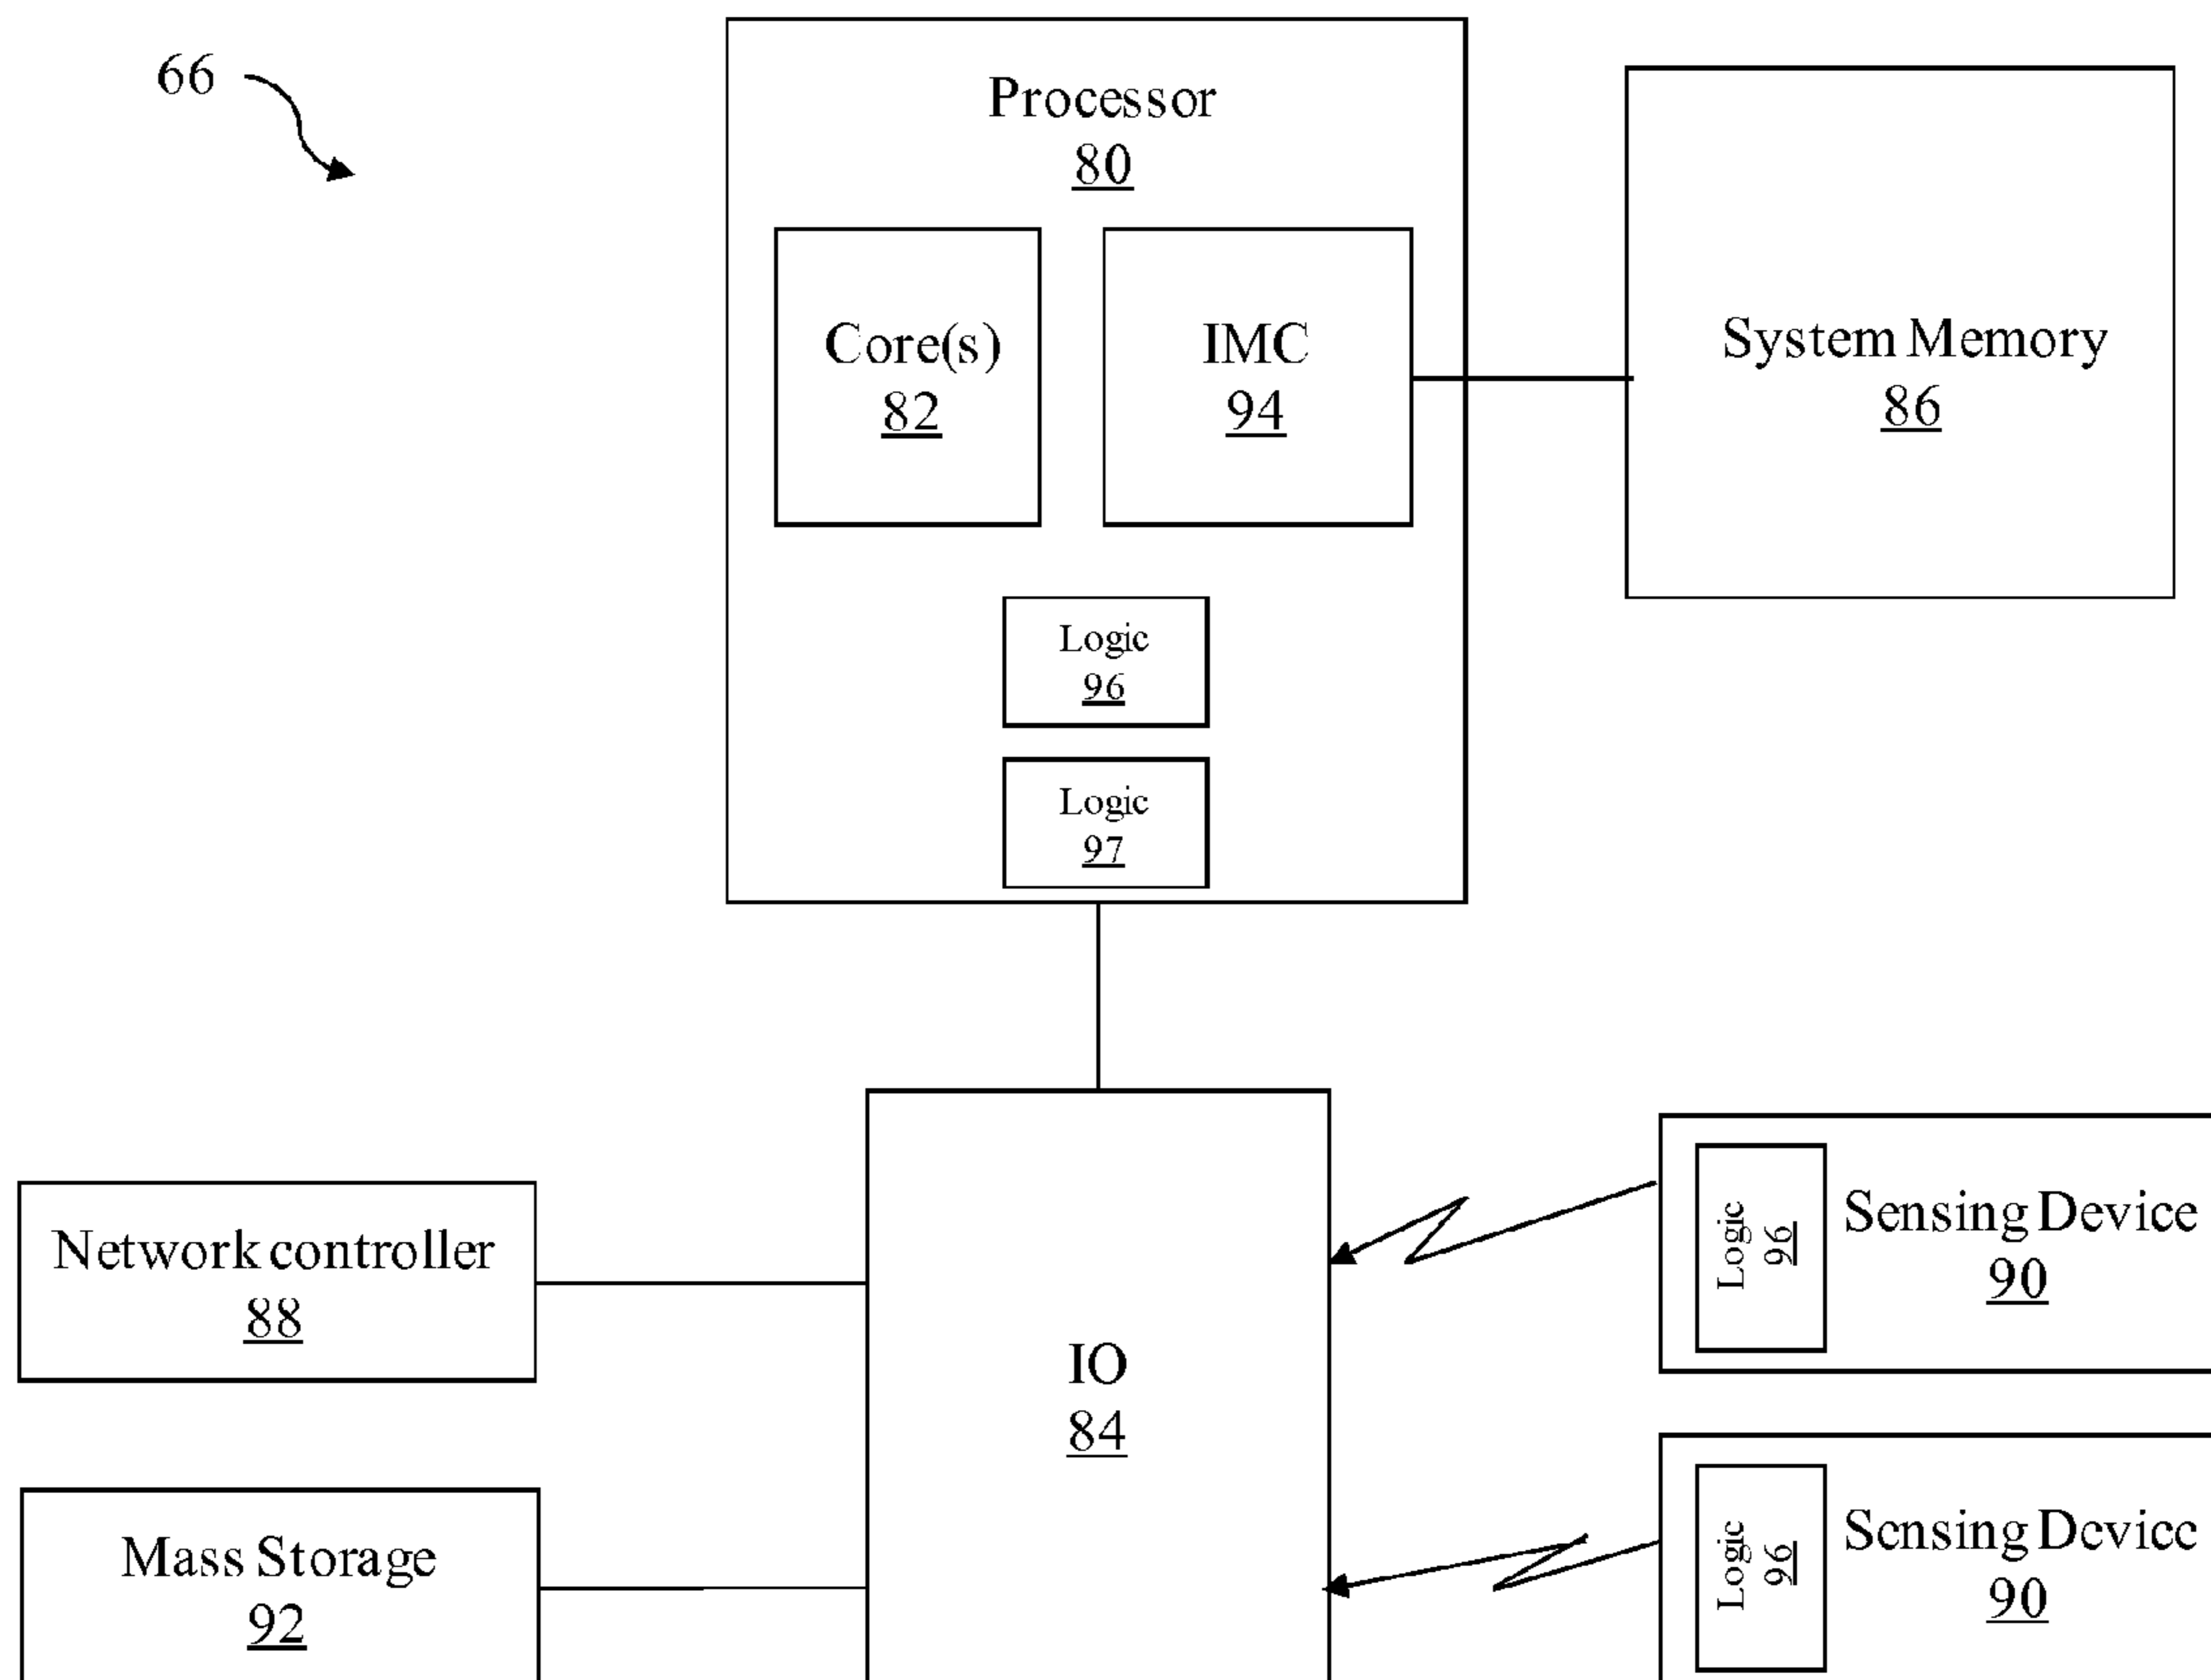 66
Processor
80
Core(s)
82
IMC
94
System Memory
86
Logic
96
Logic
97
Network controller
88
IO
84
Logic
96
Sensing Device
90
Mass Storage
92
Logic
96
Sensing Device
90